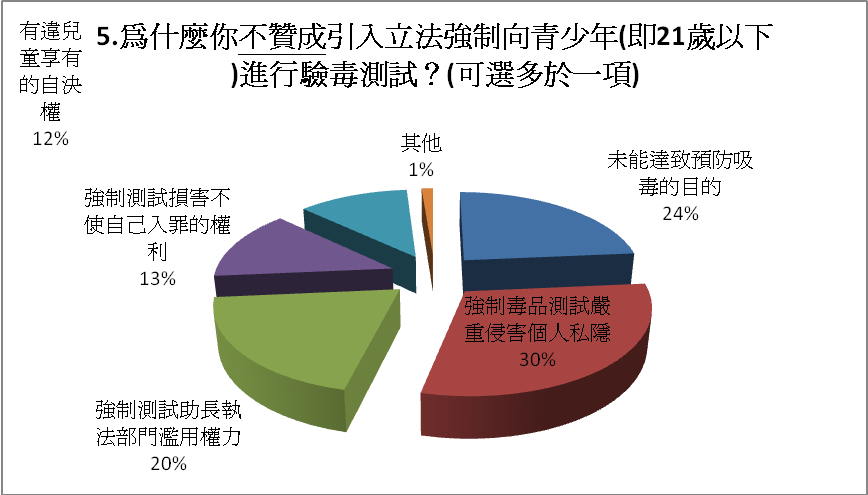 5.爲什麼你不贊成引入立法強制向青少年(即21歲以下
)進行驗毒測試？(可選多於一項)
有違兒
童享有
的自決
權
12%
其他
1%
未能達致預防吸
毒的目的
24%
強制測試損害不
使自己入罪的權
利
13%
強制毒品測試嚴
重侵害個人私隱
30%
強制測試助長執
法部門濫用權力
20%